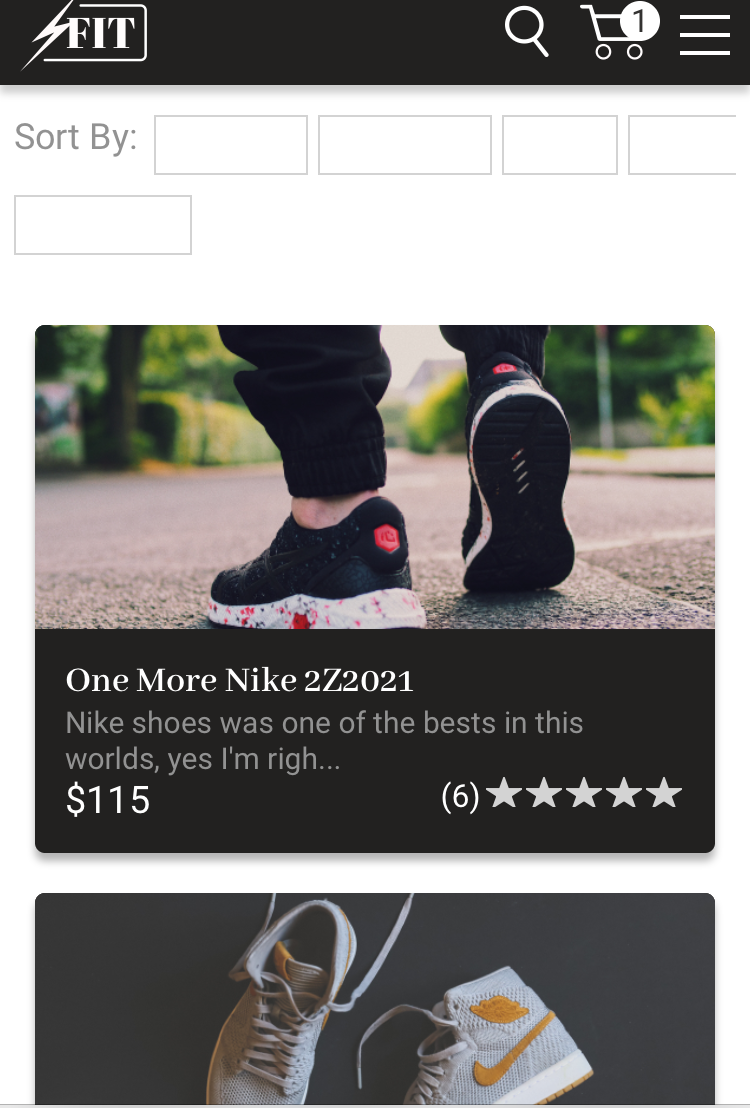 FIT
1
Sort By:
One More Nike 2Z2021
Nike shoes was one of the bests in this
worlds, yes I'm righ...
$115
(6)